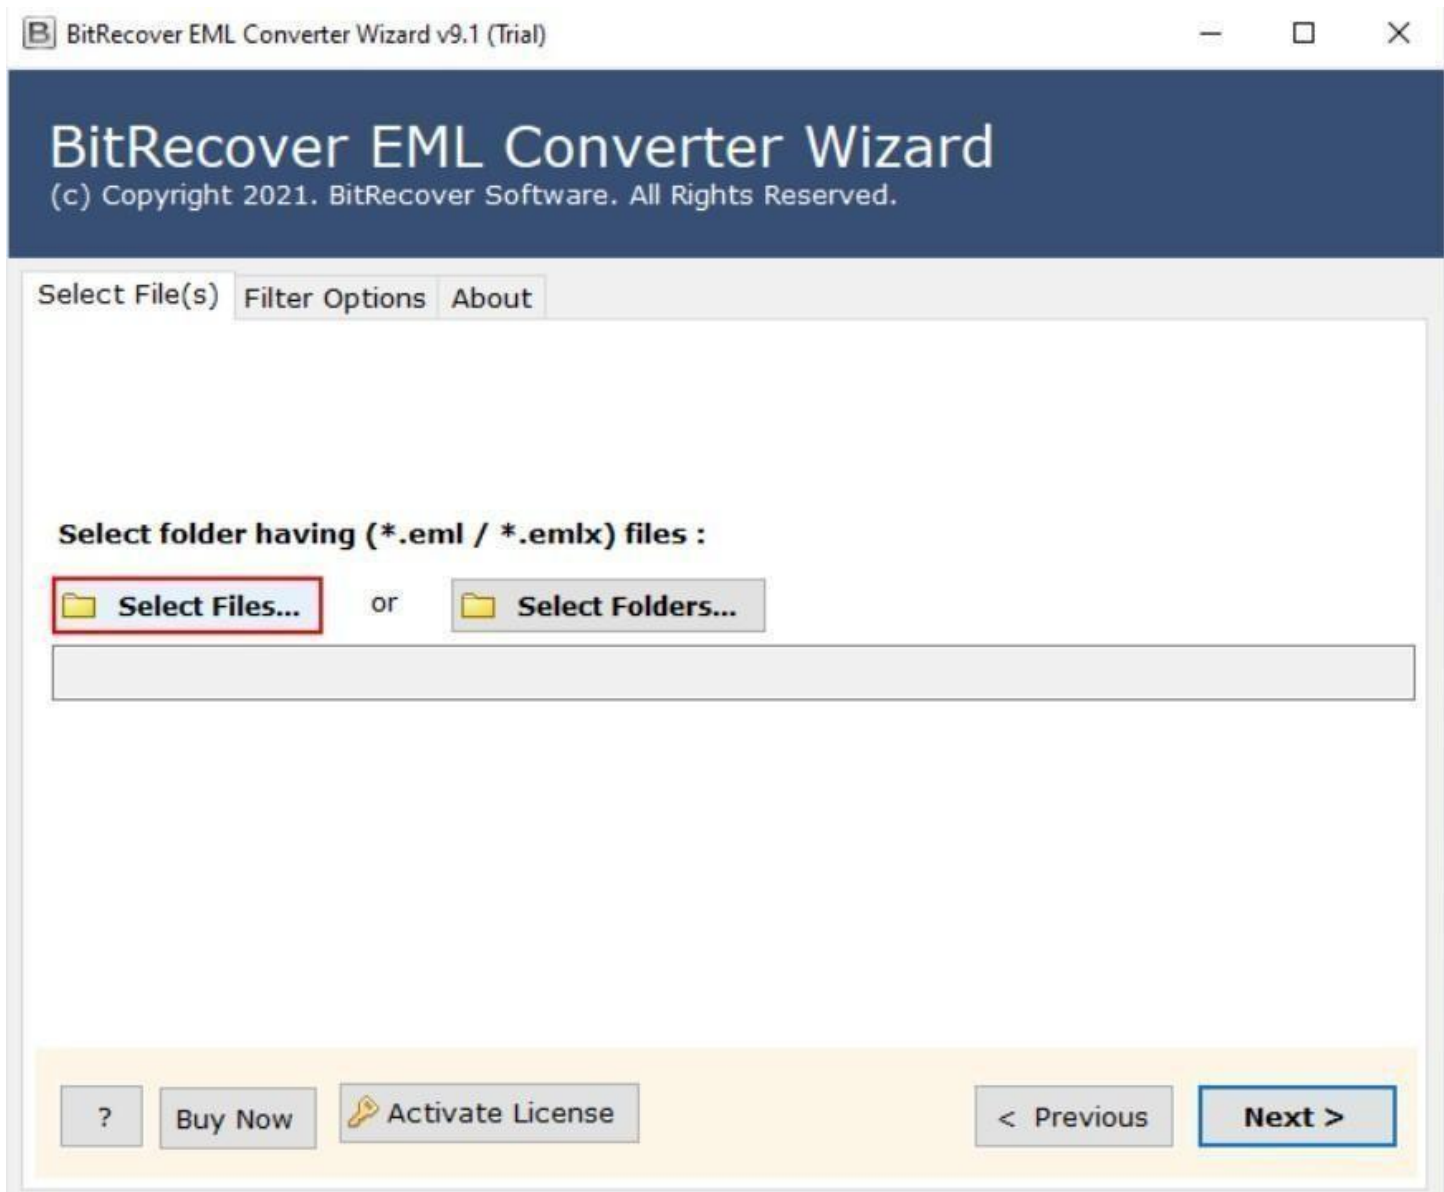 BitRecover EML Converter Wizard v9.1 (Trial)
BitRecover EML Converter Wizard
(c) Copyright 2021. BitRecover Software. All Rights Reserved.
Select File(s) Filter Options About
Select folder having (*.eml / *.emlx) files :
Select Files... or Select Folders...
? Buy Now Activate License < Previous Next >